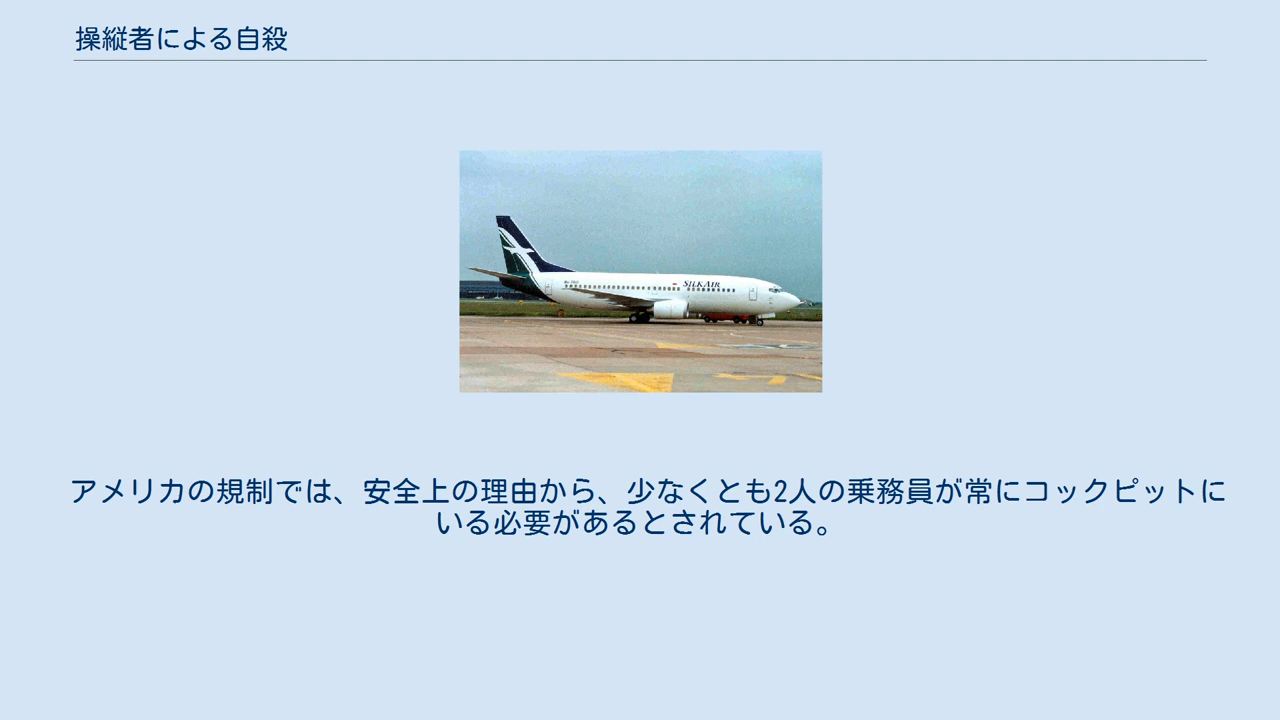 操縦者による自殺
SILKAIR
アメリカの規制では、安全上の理由から、少なくとも2人の乗務員が常にコックピットに
いる必要があるとされている。